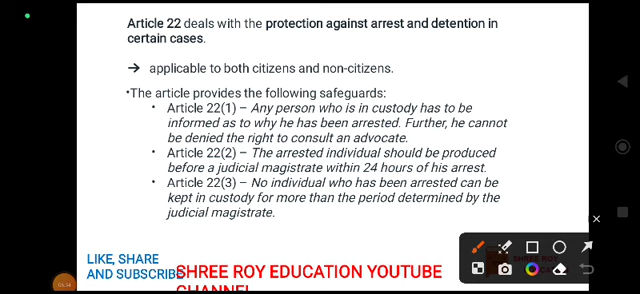 Article 22 deals with the protection against arrest and detention in
certain cases.
→ applicable to both citizens and non-citizens.
•The article provides the following safeguards:
• Article 22(1) – Any person who is in custody has to be
informed as to why he has been arrested. Further, he cannot
be denied the right to consult an advocate.
• Article 22(2) – The arrested individual should be produced
before a judicial magistrate within 24 hours of his arrest.
• Article 22(3) – No individual who has been arrested can be
kept in custody for more than the period determined by the
judicial magistrate.
LIKE, SHARE
AND SUBSCRIBE
SHREE ROY EDUCATION YOUTUBE
CHANNEL
SHREE ROY